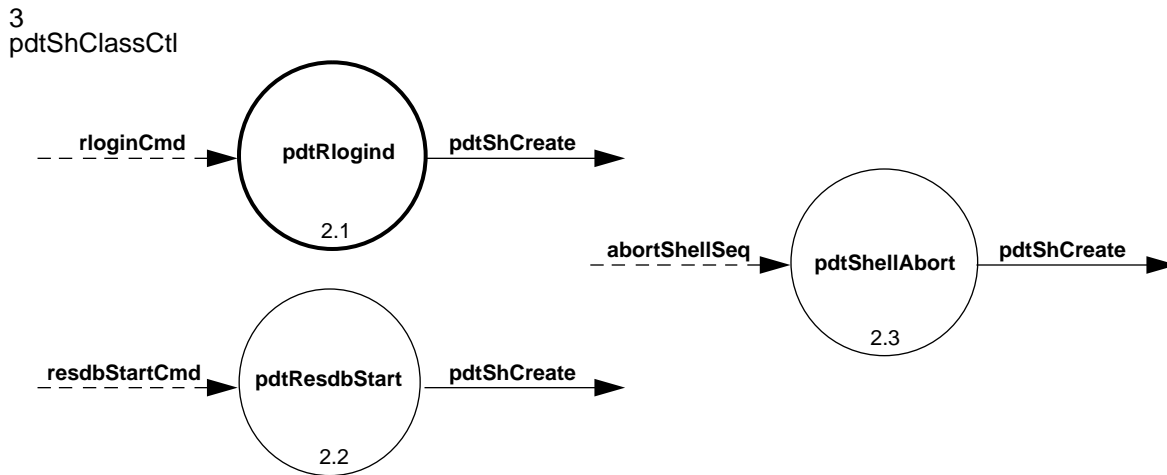 3
pdtShClassCtl
rloginCmd
pdtRlogind
pdtShCreate
2.1
abortShellSeq
pdtShellAbort
pdtShCreate
2.3
resdbStartCmd
pdtResdbStart
pdtShCreate
2.2